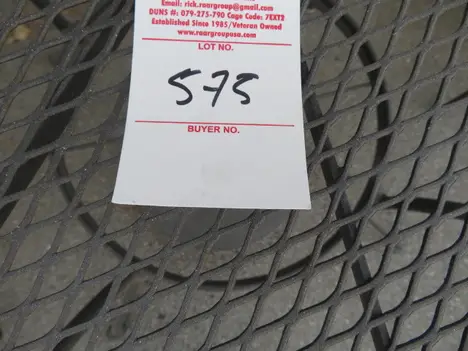 Email: rick.roargroup@gmail.com
DUNS #: 079-275-790 Cage Code: 7EXT2
Established Since 1985/Veteran Owned
www.roargroupusa.com
LOT NO.
575
BUYER NO.